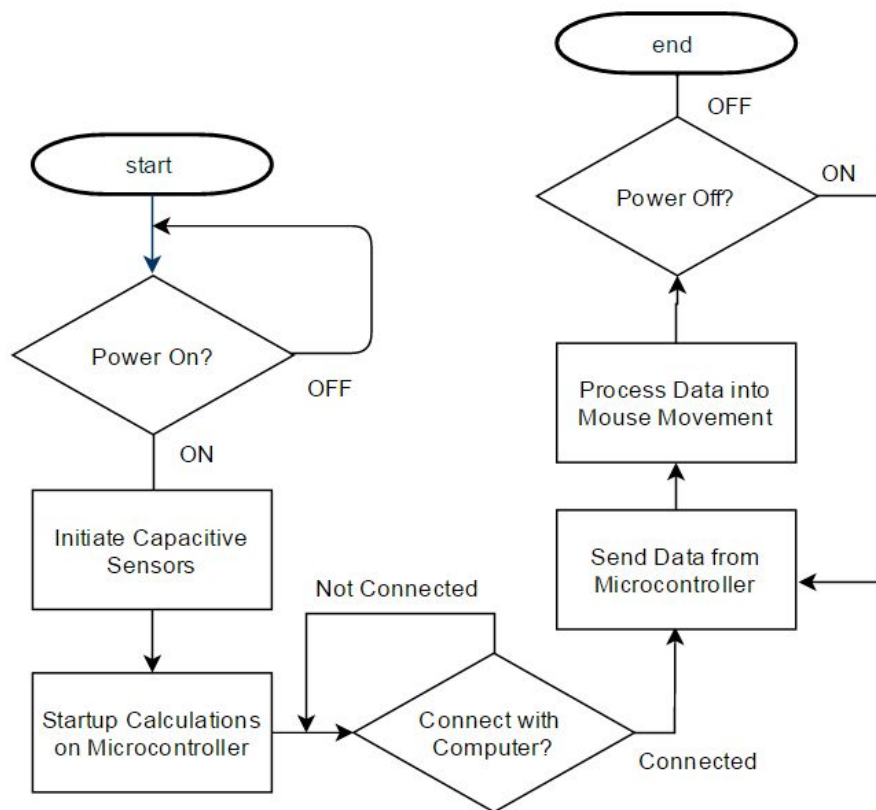 start
Power On?
OFF
ON
Initiate Capacitive
Sensors
Startup Calculations
on Microcontroller
Not Connected
Connect with
Computer?
Connected
Send Data from
Microcontroller
Process Data into
Mouse Movement
Power Off?
ON
OFF
end